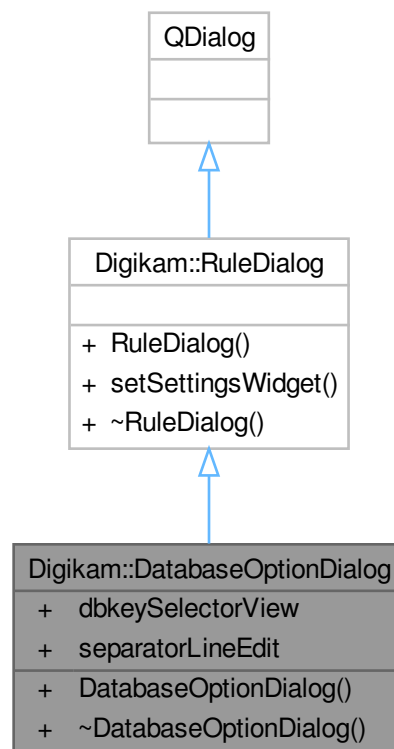 QDialog
Digikam::RuleDialog
+ RuleDialog()
+ setSettingsWidget()
+ ~RuleDialog()
Digikam::DatabaseOptionDialog
+ dbkeySelectorView
+ separatorLineEdit
+ DatabaseOptionDialog()
+ ~DatabaseOptionDialog()